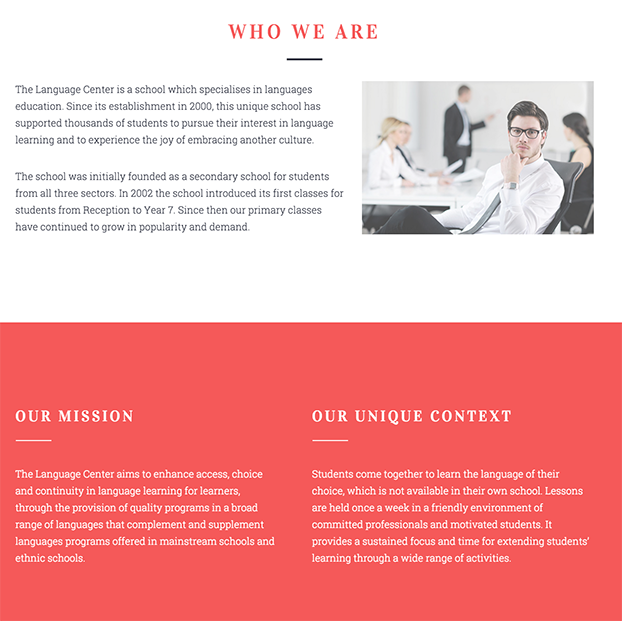 WHO WE ARE
The Language Center is a school which specialises in languages
education. Since its establishment in 2000, this unique school has
supported thousands of students to pursue their interest in language
learning and to experience the joy of embracing another culture.
The school was initially founded as a secondary school for students
from all three sectors. In 2002 the school introduced its first classes for
students from Reception to Year 7. Since then our primary classes
have continued to grow in popularity and demand.
OUR MISSION
The Language Center aims to enhance access, choice
and continuity in language learning for learners,
through the provision of quality programs in a broad
range of languages that complement and supplement
languages programs offered in mainstream schools and
ethnic schools.
OUR UNIQUE CONTEXT
Students come together to learn the language of their
choice, which is not available in their own school. Lessons
are held once a week in a friendly environment of
committed professionals and motivated students. It
provides a sustained focus and time for extending students'
learning through a wide range of activities.